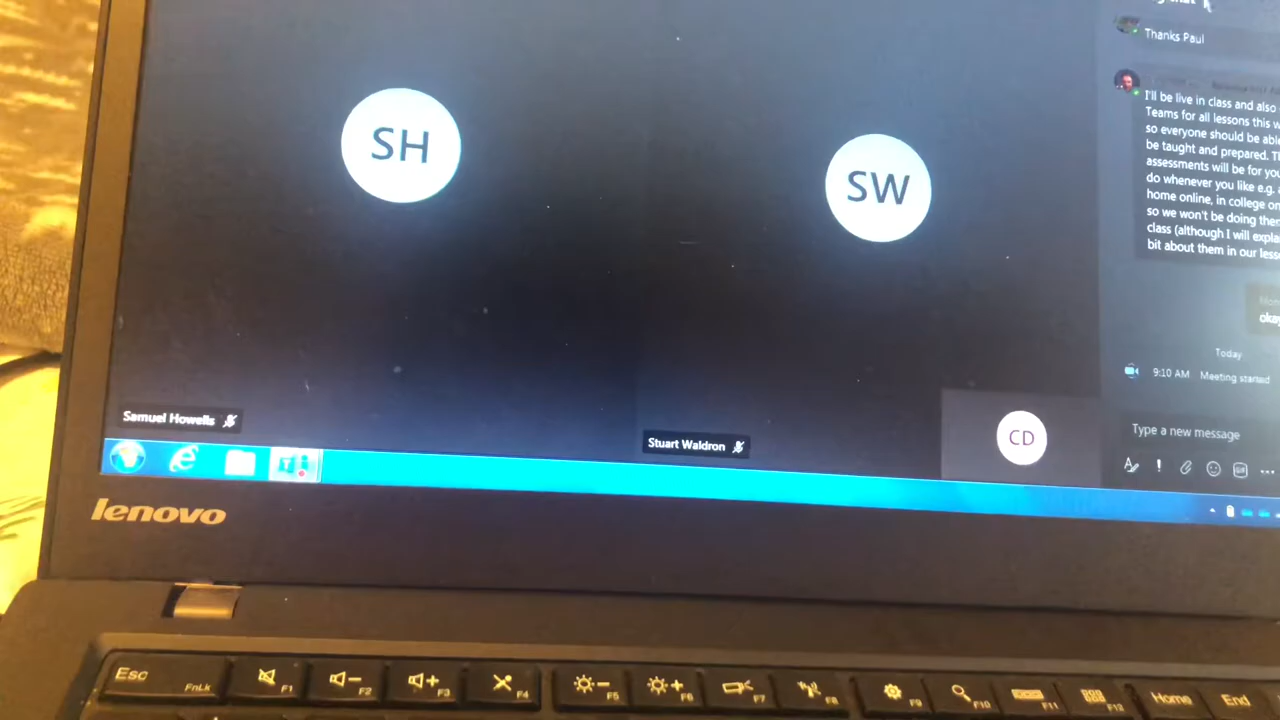 Thanks Paul
I'll be live in class and also
Teams for all lessons this w
so everyone should be able
be taught and prepared. T
assessments will be for you
do whenever you like e.g.
home online, in college on
so we won't be doing them
class (although I will expla
bit about them in our less
okay
Today
9:10 AM Meeting started
Type a new message
SH
SW
CD
Samuel Howells
Stuart Waldron
lenovo
Esc
FnLk
F1
F2
F3
F4
F5
F6
F7
F8
F9
F10
F11
F12
Home
End